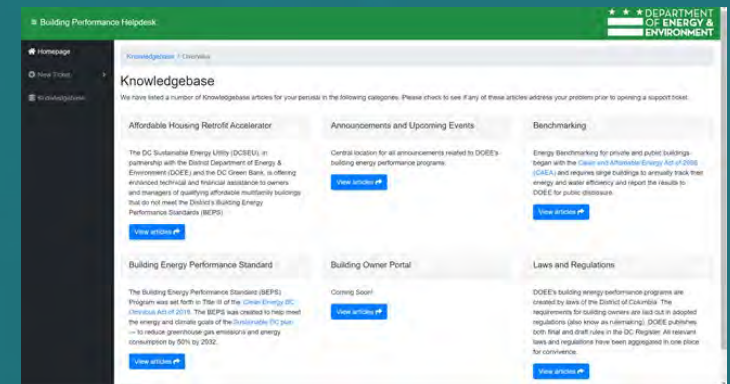 Building Performance Helpdesk
★ ★ ★ DEPARTMENT
OF ENERGY &
ENVIRONMENT
Homepage
New Ticket
Knowledgebase
Knowledgebase / Overview
Knowledgebase
We have listed a number of Knowledgebase articles for your perusal in the following categories. Please check to see if any of these articles address your problem prior to opening a support ticket.
Affordable Housing Retrofit Accelerator
The DC Sustainable Energy Utility (DCSEU), in
partnership with the District Department of Energy &
Environment (DOEE) and the DC Green Bank, is offering
enhanced technical and financial assistance to owners
and managers of qualifying affordable multifamily buildings
that do not meet the District's Building Energy
Performance Standards (BEPS)
View articles
Announcements and Upcoming Events
Central location for all announcements related to DOEE's
building energy performance programs.
View articles
Benchmarking
Energy Benchmarking for private and public buildings
began with the Clean and Affordable Energy Act of 2008
(CAEA) and requires large buildings to annually track their
energy and water efficiency and report the results to
DOEE for public disclosure.
View articles
Building Energy Performance Standard
The Building Energy Performance Standard (BEPS)
Program was set forth in Title III of the Clean Energy DC
Omnibus Act of 2018. The BEPS was created to help meet
the energy and climate goals of the Sustainable DC plan
— to reduce greenhouse gas emissions and energy
consumption by 50% by 2032.
View articles
Building Owner Portal
Coming Soon!
View articles
Laws and Regulations
DOEE's building energy performance programs are
created by laws of the District of Columbia. The
requirements for building owners are laid out in adopted
regulations (also know as rulemaking). DOEE publishes
both final and draft rules in the DC Register. All relevant
laws and regulations have been aggregated in one place
for convivence.
View articles